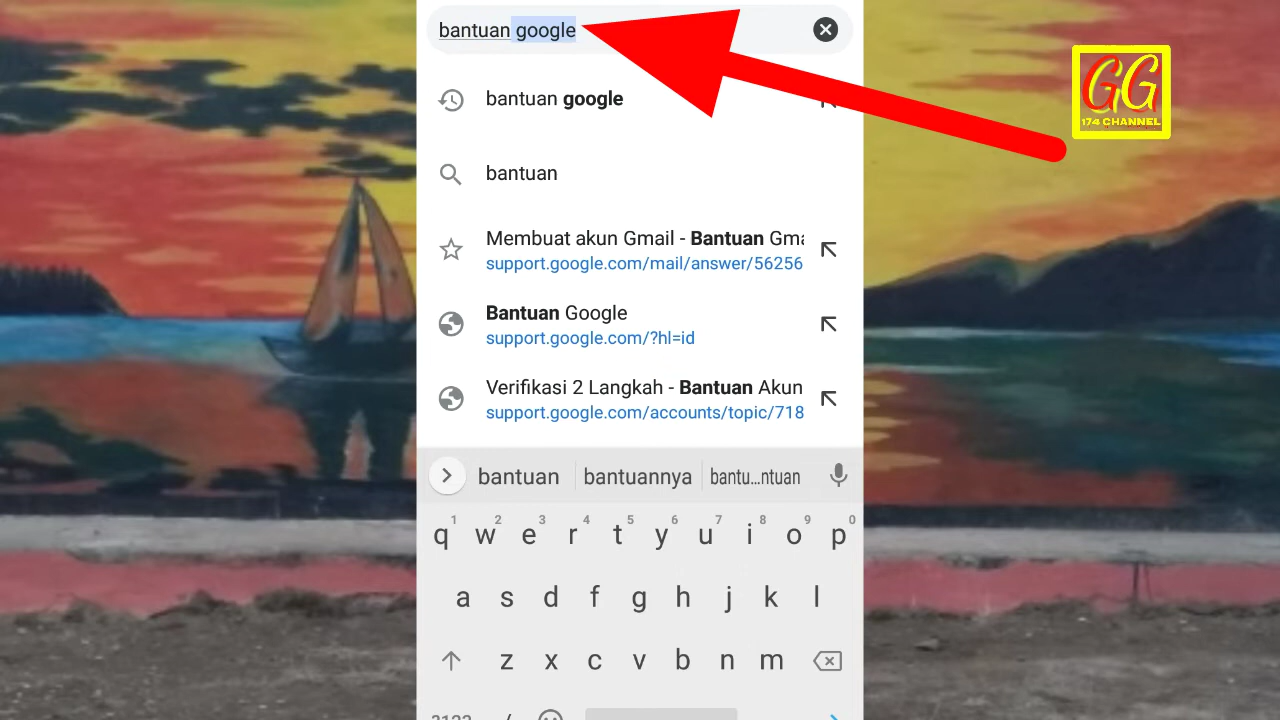 bantuan google
bantuan google
bantuan
Membuat akun Gmail - Bantuan Gma
support.google.com/mail/answer/56256
Bantuan Google
support.google.com/?hl=id
Verifikasi 2 Langkah - Bantuan Akun
support.google.com/accounts/topic/718
bantuan bantuannya bantu...ntuan
1 2 3 4 5 6 7 8 9 0
q w e r t y u i o p
a s d f g h j k l
z x c v b n m
GG
174 CHANNEL